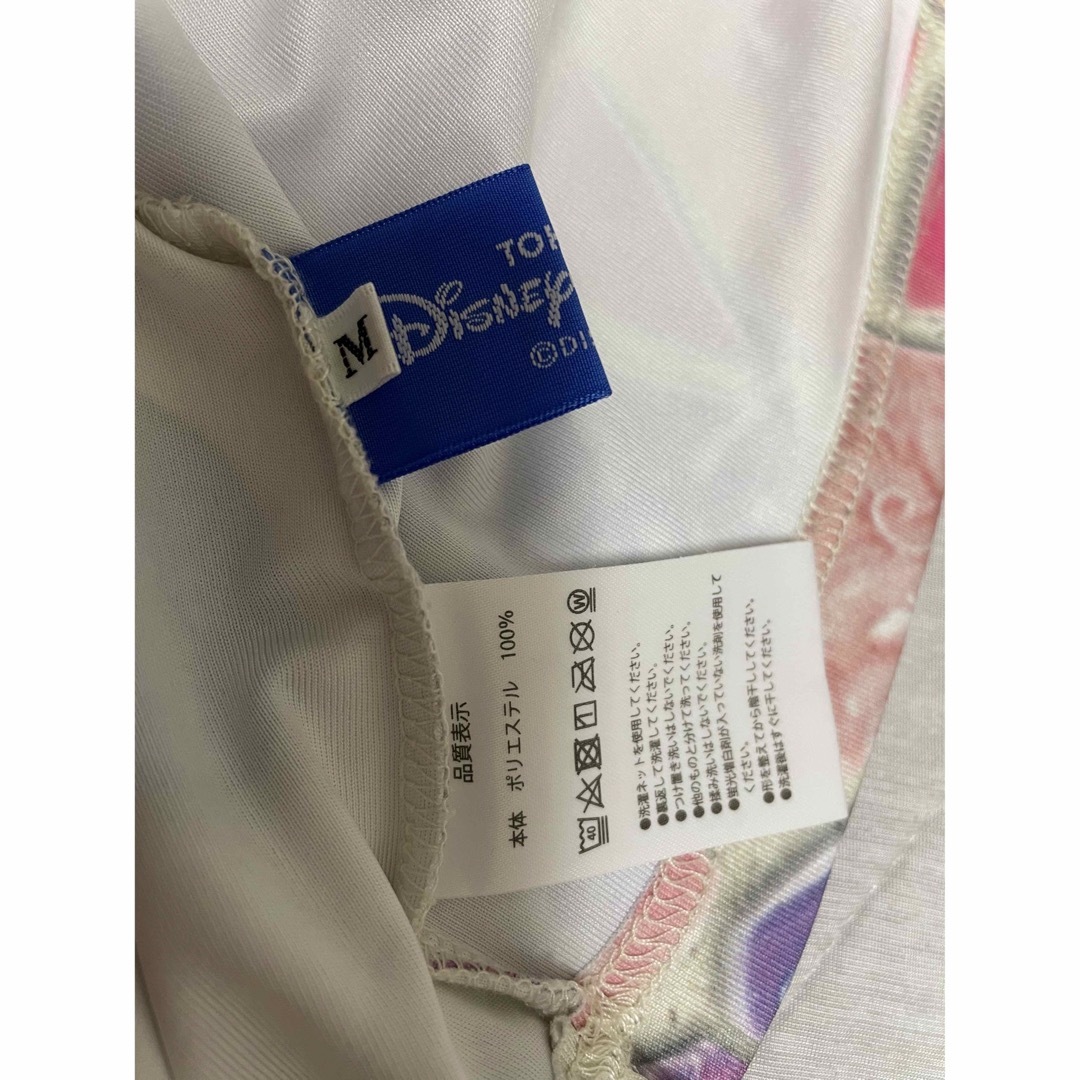 TOK
DISNEY
©DIS
M
品質表示
本体 ポリエステル 100%
40
W
●洗濯ネットを使用してください。
●裏返して洗濯してください。
●つけ置き洗いはしないでください。
●他のものと分けて洗ってください。
●揉み洗いはしないでください。
●蛍光増白剤が入っていない洗剤を使用して
ください。
●形を整えてから陰干ししてください。
●洗濯後はすぐに干してください。